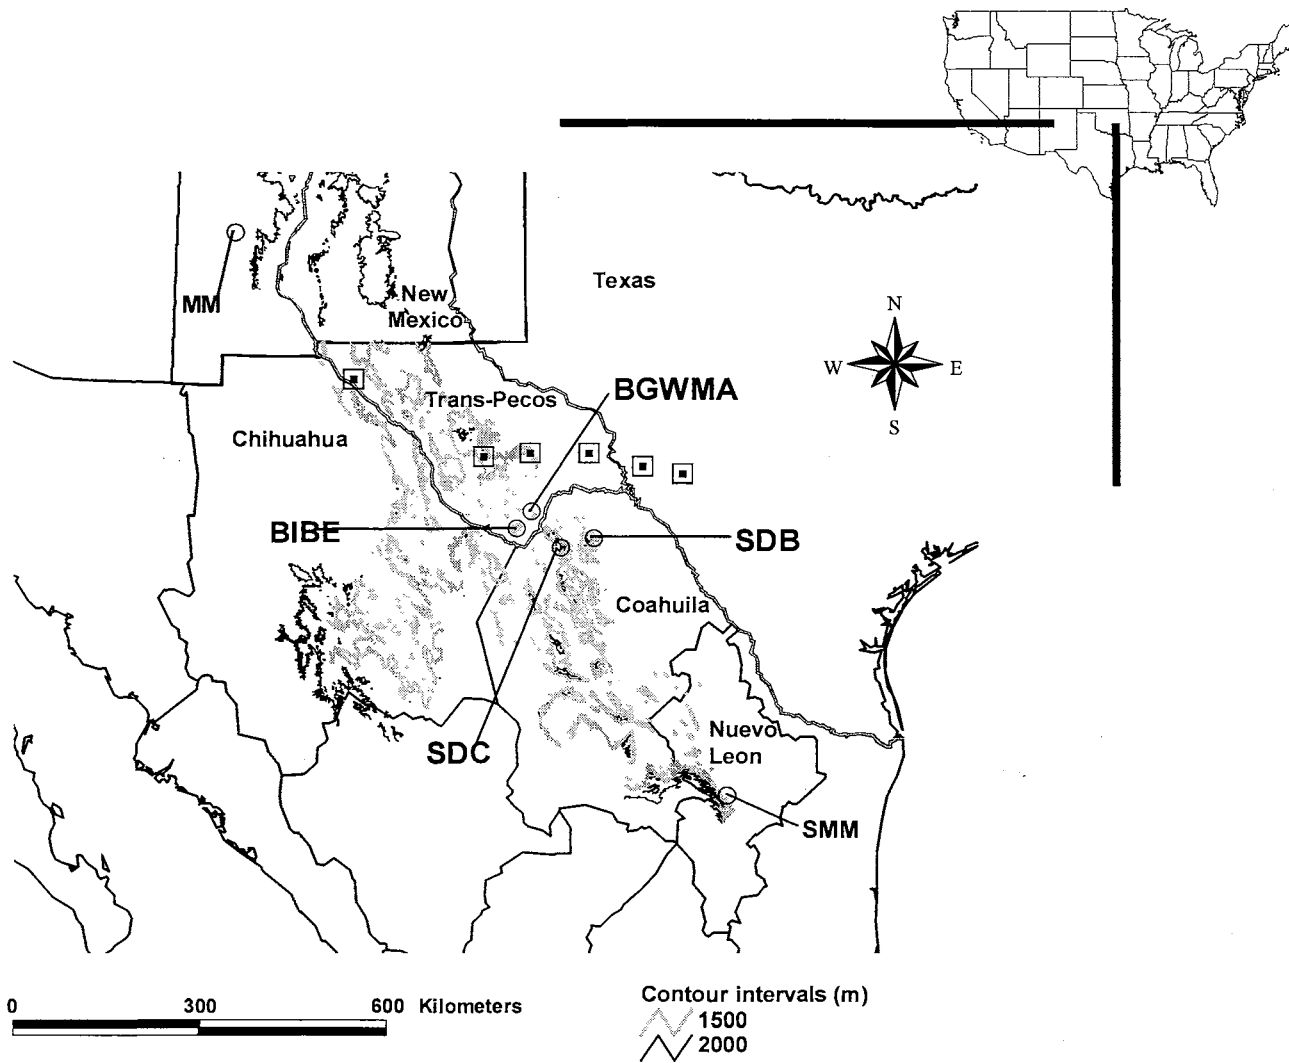 Texas
MM
New
Mexico
N
W
E
S
BGWMA
Trans-Pecos
Chihuahua
BIBE
SDB
Coahuila
SDC
Nuevo
Leon
SMM
0 300 600 Kilometers
Contour intervals (m)
1500
2000